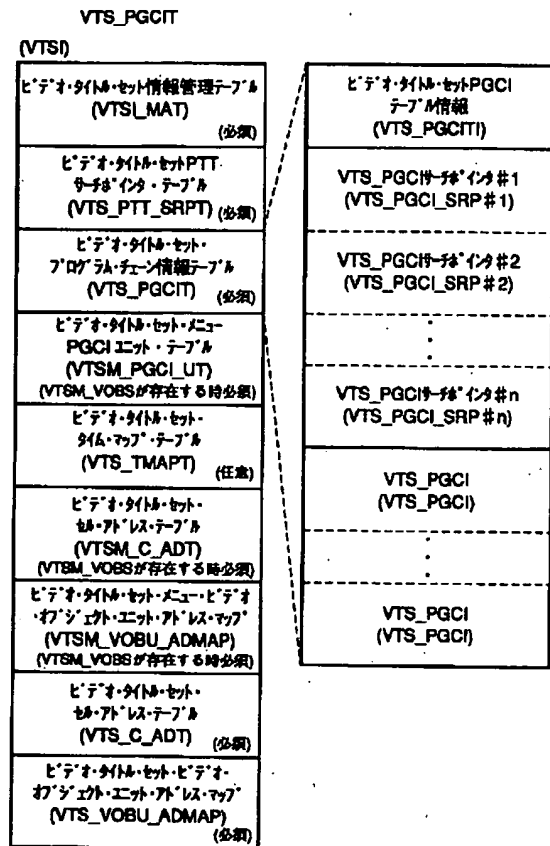 VTS_PGCIT
(VTSI)
ビデオ・タイトル・セット情報管理テーブル
(VTSI_MAT)
(必須)
ビデオ・タイトル・セットPTT
サーチポインタ・テーブル
(VTS_PTT_SRPT)
(必須)
ビデオ・タイトル・セット・
プログラム・チェーン情報テーブル
(VTS_PGCIT)
(必須)
ビデオ・タイトル・セット・メニュー
PGCIユニット・テーブル
(VTSM_PGCI_UT)
(VTSM_VOBSが存在する時必須)
ビデオ・タイトル・セット・
タイム・マップ・テーブル
(VTS_TMAPT)
(任意)
ビデオ・タイトル・セット・
セル・アドレス・テーブル
(VTSM_C_ADT)
(VTSM_VOBSが存在する時必須)
ビデオ・タイトル・セット・メニュー・ビデオ
・オブジェクト・ユニット・アドレス・マップ
(VTSM_VOBU_ADMAP)
(VTSM_VOBSが存在する時必須)
ビデオ・タイトル・セット・
セル・アドレス・テーブル
(VTS_C_ADT)
(必須)
ビデオ・タイトル・セット・ビデオ・
オブジェクト・ユニット・アドレス・マップ
(VTS_VOBU_ADMAP)
(必須)
ビデオ・タイトル・セットPGCI
テーブル情報
(VTS_PGCITI)
VTS_PGCIサーチポインタ#1
(VTS_PGCI_SRP#1)
VTS_PGCIサーチポインタ#2
(VTS_PGCI_SRP#2)
VTS_PGCIサーチポインタ#n
(VTS_PGCI_SRP#n)
VTS_PGCI
(VTS_PGCI)
VTS_PGCI
(VTS_PGCI)